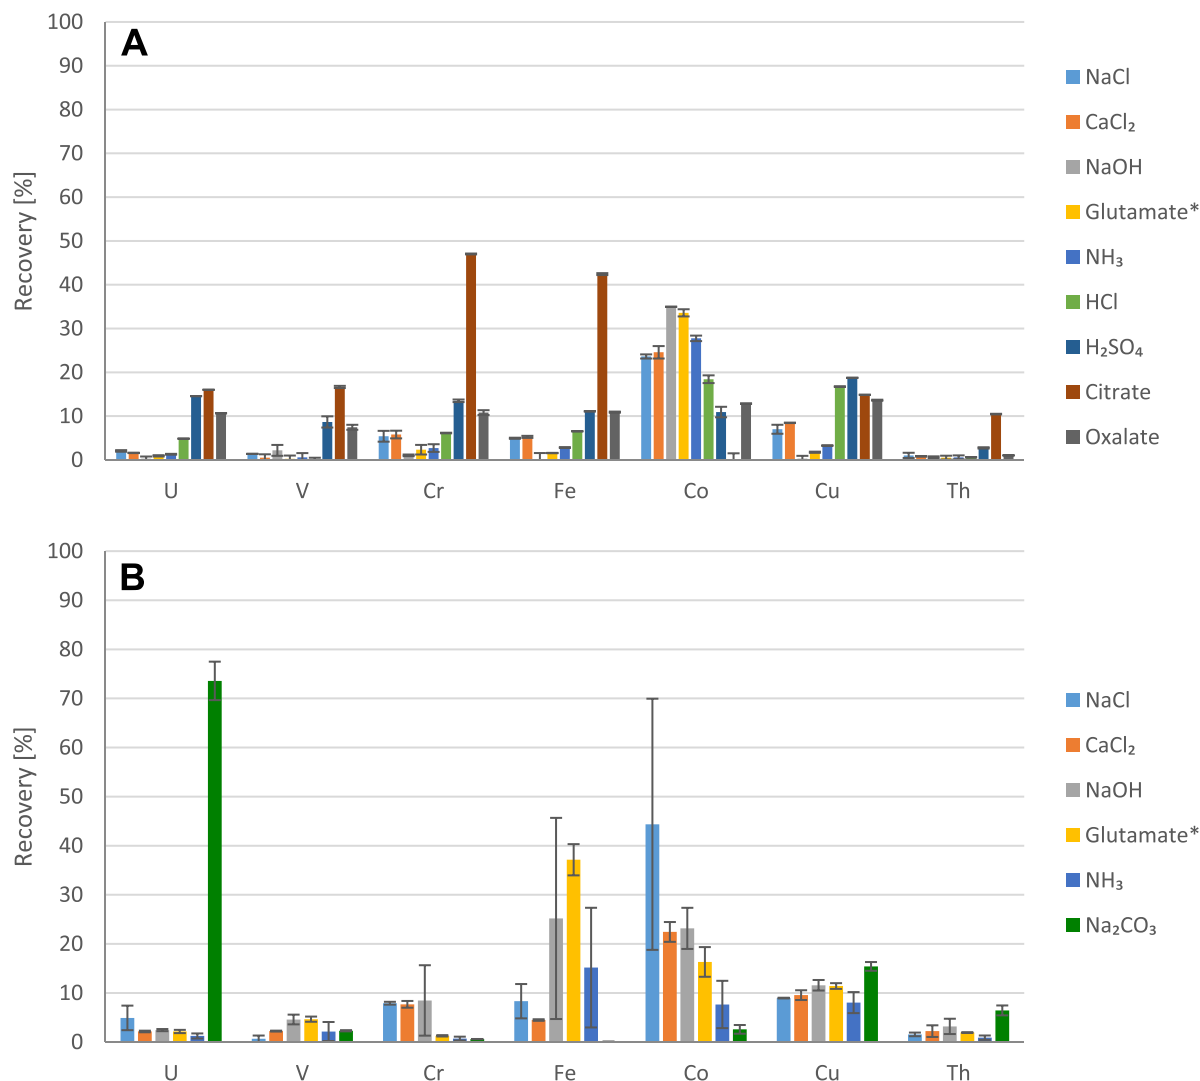 A
Recovery [%]
100
90
80
70
60
50
40
30
20
10
0
U V Cr Fe Co Cu Th
NaCl
CaCl₂
NaOH
Glutamate*
NH₃
HCl
H₂SO₄
Citrate
Oxalate
B
Recovery [%]
100
90
80
70
60
50
40
30
20
10
0
U V Cr Fe Co Cu Th
NaCl
CaCl₂
NaOH
Glutamate*
NH₃
Na₂CO₃